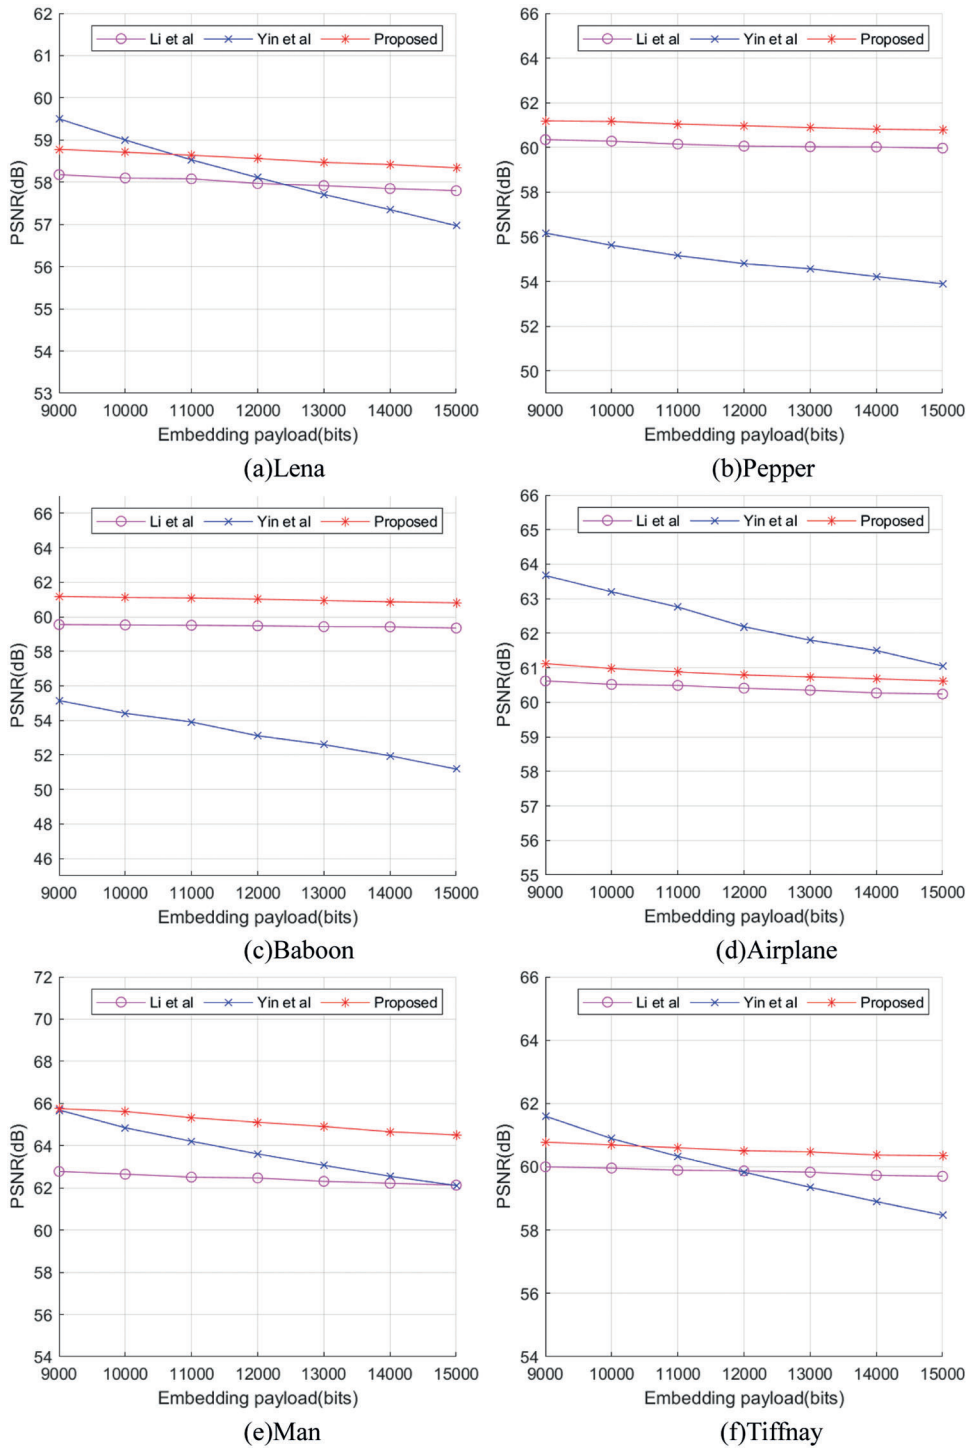 62
61
60
59
58
57
56
55
54
53
PSNR(dB)
Li et al Yin et al Proposed
9000 10000 11000 12000 13000 14000 15000
Embedding payload(bits)
(a)Lena
66
64
62
60
58
56
54
52
50
PSNR(dB)
Li et al Yin et al Proposed
9000 10000 11000 12000 13000 14000 15000
Embedding payload(bits)
(b)Pepper
66
64
62
60
58
56
54
52
50
48
46
PSNR(dB)
Li et al Yin et al Proposed
9000 10000 11000 12000 13000 14000 15000
Embedding payload(bits)
(c)Baboon
66
65
64
63
62
61
60
59
58
57
56
55
PSNR(dB)
Li et al Yin et al Proposed
9000 10000 11000 12000 13000 14000 15000
Embedding payload(bits)
(d)Airplane
72
70
68
66
64
62
60
58
56
54
PSNR(dB)
Li et al Yin et al Proposed
9000 10000 11000 12000 13000 14000 15000
Embedding payload(bits)
(e)Man
66
64
62
60
58
56
54
PSNR(dB)
Li et al Yin et al Proposed
9000 10000 11000 12000 13000 14000 15000
Embedding payload(bits)
(f)Tiffnay